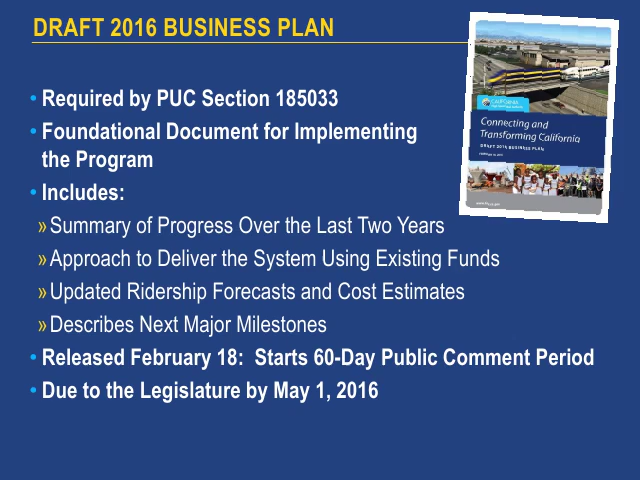 DRAFT 2016 BUSINESS PLAN
• Required by PUC Section 185033
• Foundational Document for Implementing
the Program
• Includes:
» Summary of Progress Over the Last Two Years
» Approach to Deliver the System Using Existing Funds
» Updated Ridership Forecasts and Cost Estimates
» Describes Next Major Milestones
• Released February 18:  Starts 60-Day Public Comment Period
• Due to the Legislature by May 1, 2016
CALIFORNIA
Connecting and
Transforming California
DRAFT 2016 BUSINESS PLAN